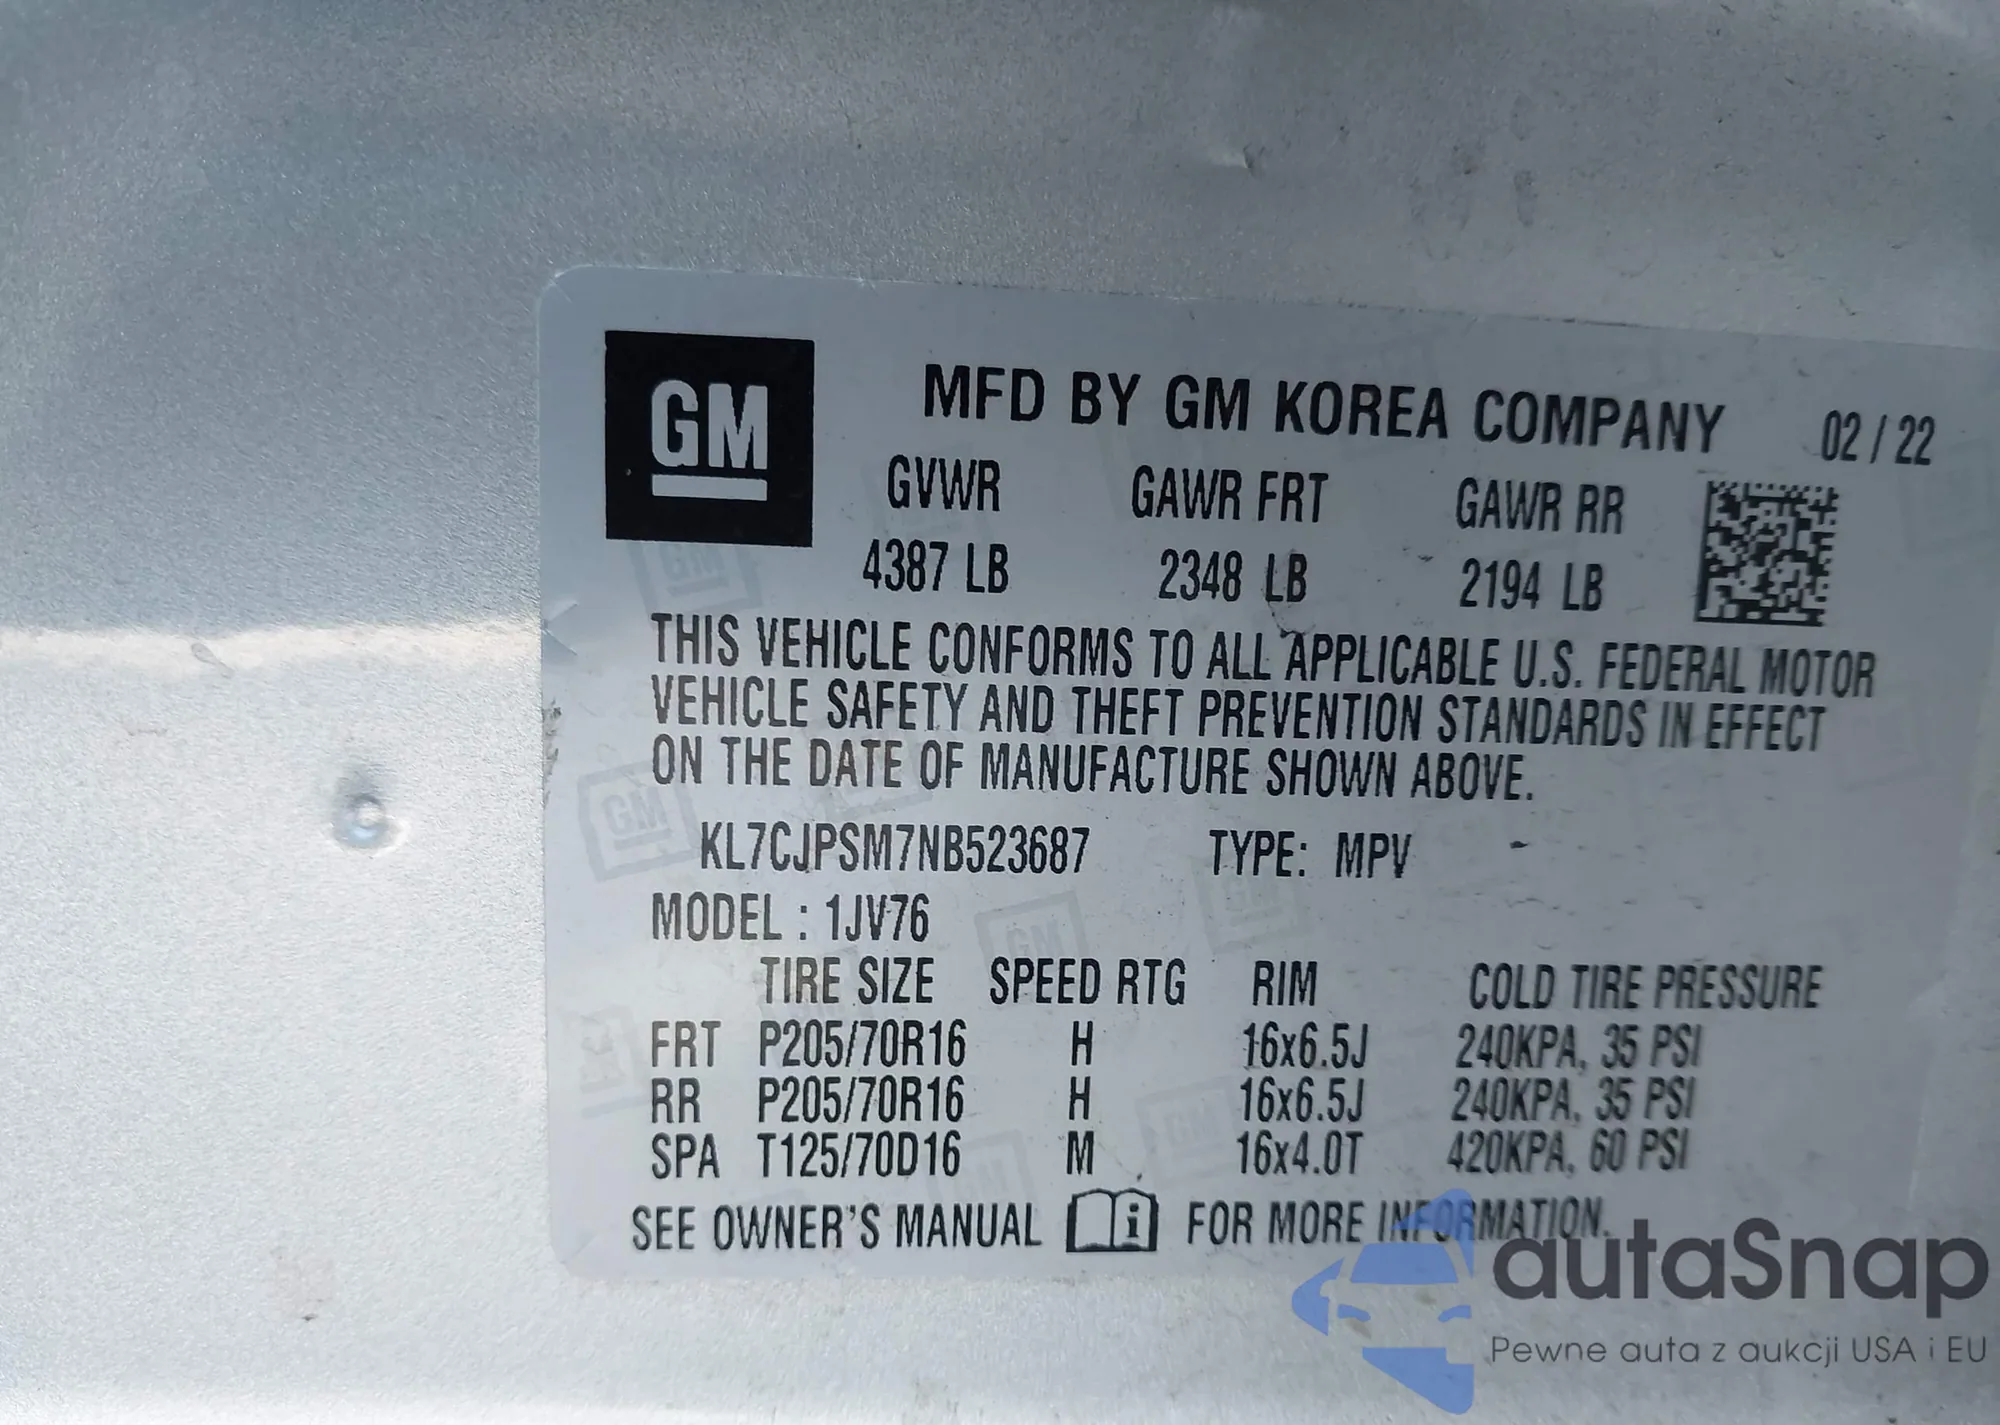 GM
MFD BY GM KOREA COMPANY 02 / 22
GVWR GAWR FRT GAWR RR
4387 LB 2348 LB 2194 LB
THIS VEHICLE CONFORMS TO ALL APPLICABLE U.S. FEDERAL MOTOR
VEHICLE SAFETY AND THEFT PREVENTION STANDARDS IN EFFECT
ON THE DATE OF MANUFACTURE SHOWN ABOVE.
KL7CJPSM7NB523687 TYPE: MPV
MODEL : 1JV76
TIRE SIZE SPEED RTG RIM COLD TIRE PRESSURE
FRT P205/70R16 H 16x6.5J 240KPA, 35 PSI
RR P205/70R16 H 16x6.5J 240KPA, 35 PSI
SPA T125/70D16 M 16x4.0T 420KPA, 60 PSI
SEE OWNER'S MANUAL i FOR MORE INFORMATION.
autaSnap
Pewne auta z aukcji USA i EU